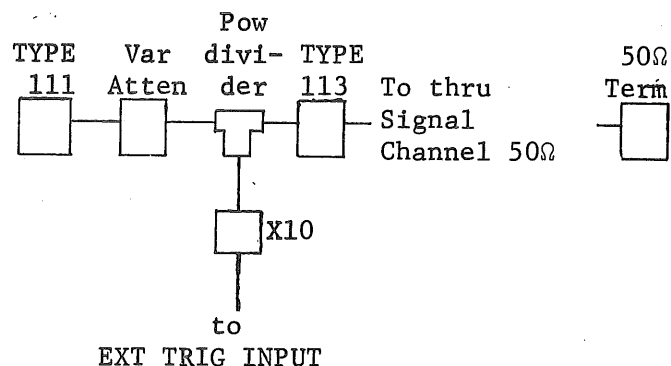 Pow
TYPE Var divi- TYPE 50Ω
111 Atten der 113 To thru Term
Signal
Channel 50Ω
X10
to
EXT TRIG INPUT